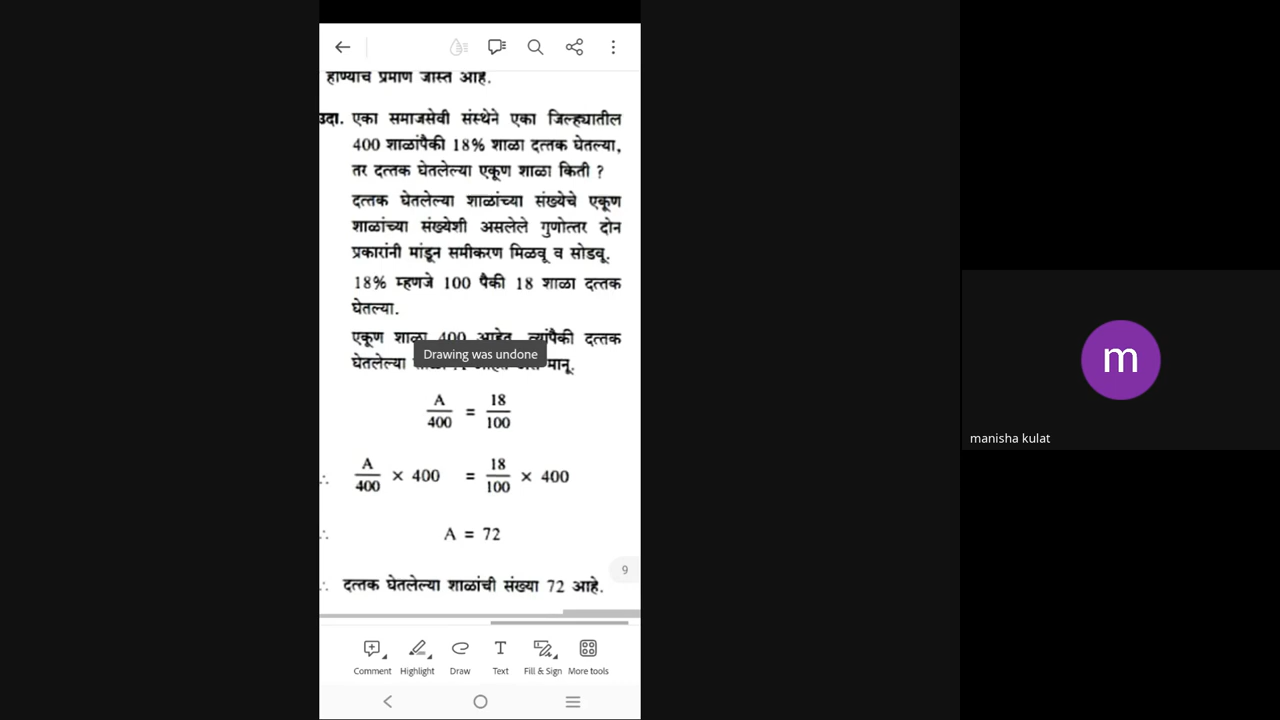 होण्याचे प्रमाण जास्त आहे.
उदा. एका समाजसेवी संस्थेने एका जिल्ह्यातील
400 शाळांपैकी 18% शाळा दत्तक घेतल्या,
तर दत्तक घेतलेल्या एकूण शाळा किती ?
दत्तक घेतलेल्या शाळांच्या संख्येचे एकूण
शाळांच्या संख्येशी असलेले गुणोत्तर दोन
प्रकारांनी मांडून समीकरण मिळवू व सोडवू.
18% म्हणजे 100 पैकी 18 शाळा दत्तक
घेतल्या.
एकूण शाळा 400 आहेत त्यांपैकी दत्तक
Drawing was undone
घेतलेल्या मानू.
A/400 = 18/100
∴ A/400 × 400 = 18/100 × 400
∴ A = 72
9
∴ दत्तक घेतलेल्या शाळांची संख्या 72 आहे.
Comment Highlight Draw Text Fill & Sign More tools
m
manisha kulat